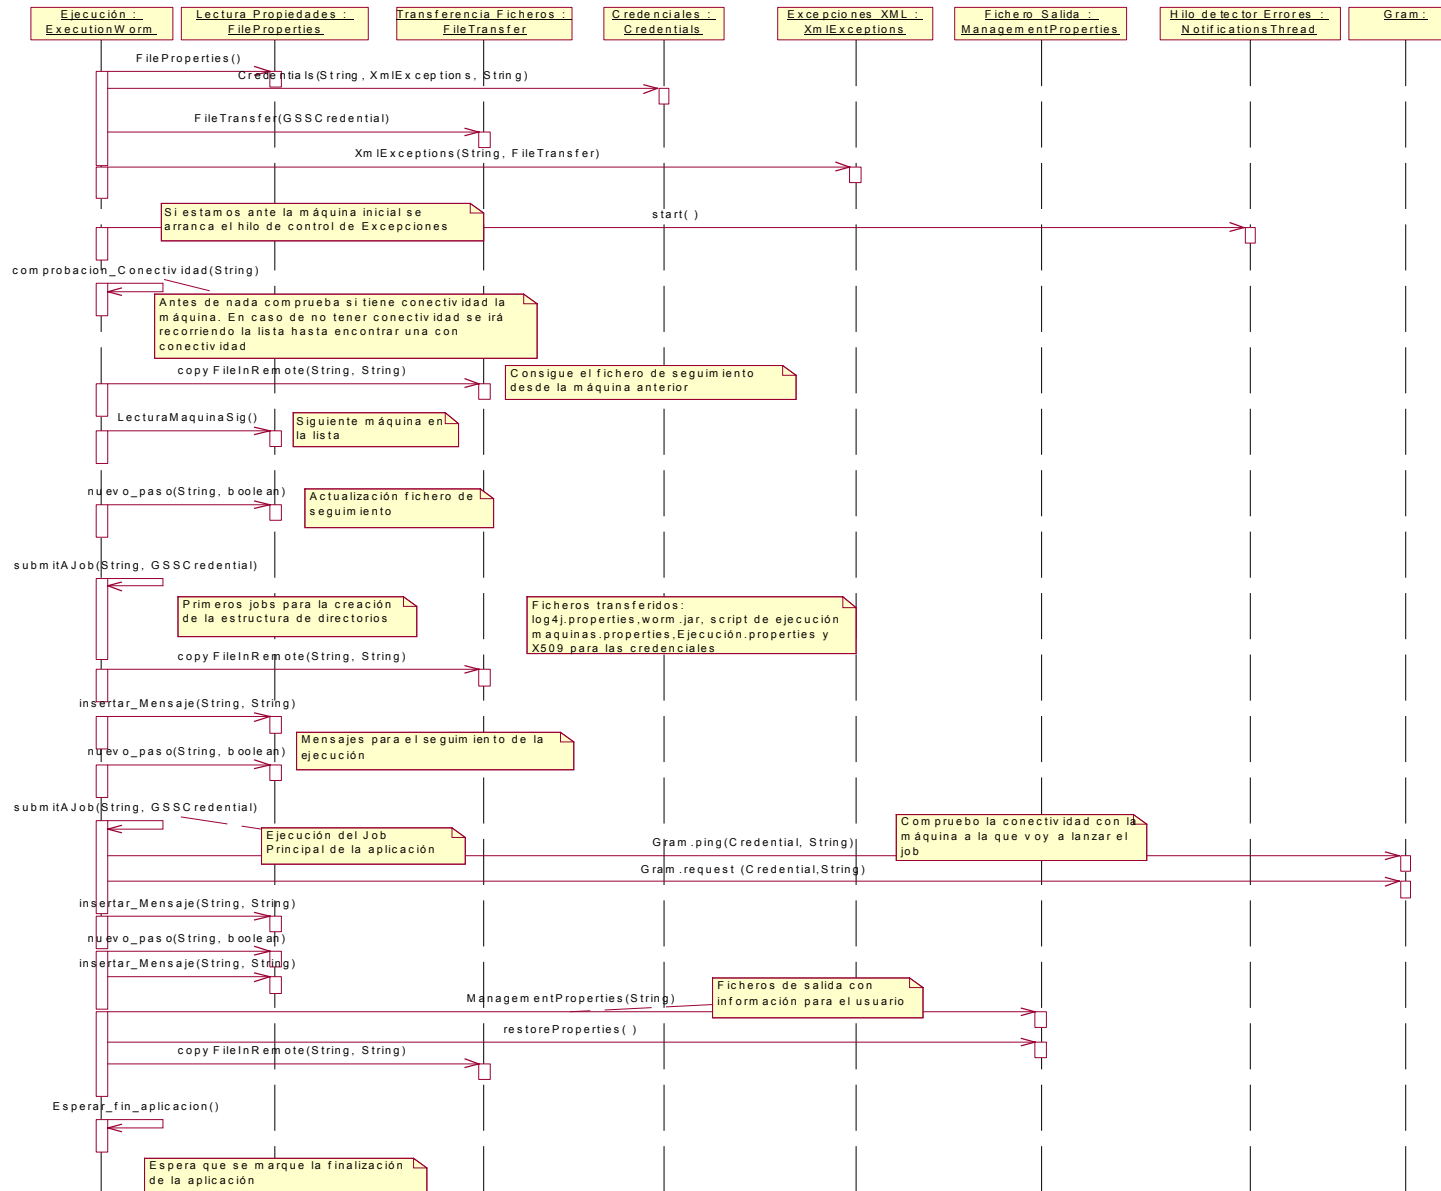 Ejecución :
ExecutionWorm
Lectura Propiedades :
FileProperties
Transferencia Ficheros :
FileTransfer
Credenciales :
Credentials
Excepciones XML :
XmlExceptions
Fichero Salida :
ManagementProperties
Hilo detector Errores :
NotificationsThread
Gram:
FileProperties()
Credentials(String, XmlExceptions, String)
FileTransfer(GSSCredential)
XmlExceptions(String, FileTransfer)
Si estamos ante la máquina inicial se
arranca el hilo de control de Excepciones
start( )
comprobacion_Conectividad(String)
Antes de nada comprueba si tiene conectividad la
máquina. En caso de no tener conectividad se irá
recorriendo la lista hasta encontrar una con
conectividad
copyFileInRemote(String, String)
Consigue el fichero de seguimiento
desde la máquina anterior
LecturaMaquinaSig()
Siguiente máquina en
la lista
nuevo_paso(String, boolean)
Actualización fichero de
seguimiento
submitAJob(String, GSSCredential)
Primeros jobs para la creación
de la estructura de directorios
Ficheros transferidos:
log4j.properties,worm.jar, script de ejecución
maquinas.properties,Ejecución.properties y
X509 para las credenciales
copyFileInRemote(String, String)
insertar_Mensaje(String, String)
Mensajes para el seguimiento de la
ejecución
nuevo_paso(String, boolean)
submitAJob(String, GSSCredential)
Ejecución del Job
Principal de la aplicación
Compruebo la conectividad con la
máquina a la que voy a lanzar el
job
Gram.ping(Credential, String)
Gram.request (Credential,String)
insertar_Mensaje(String, String)
nuevo_paso(String, boolean)
insertar_Mensaje(String, String)
Ficheros de salida con
información para el usuario
ManagementProperties(String)
restoreProperties( )
copyFileInRemote(String, String)
Esperar_fin_aplicacion()
Espera que se marque la finalización
de la aplicación